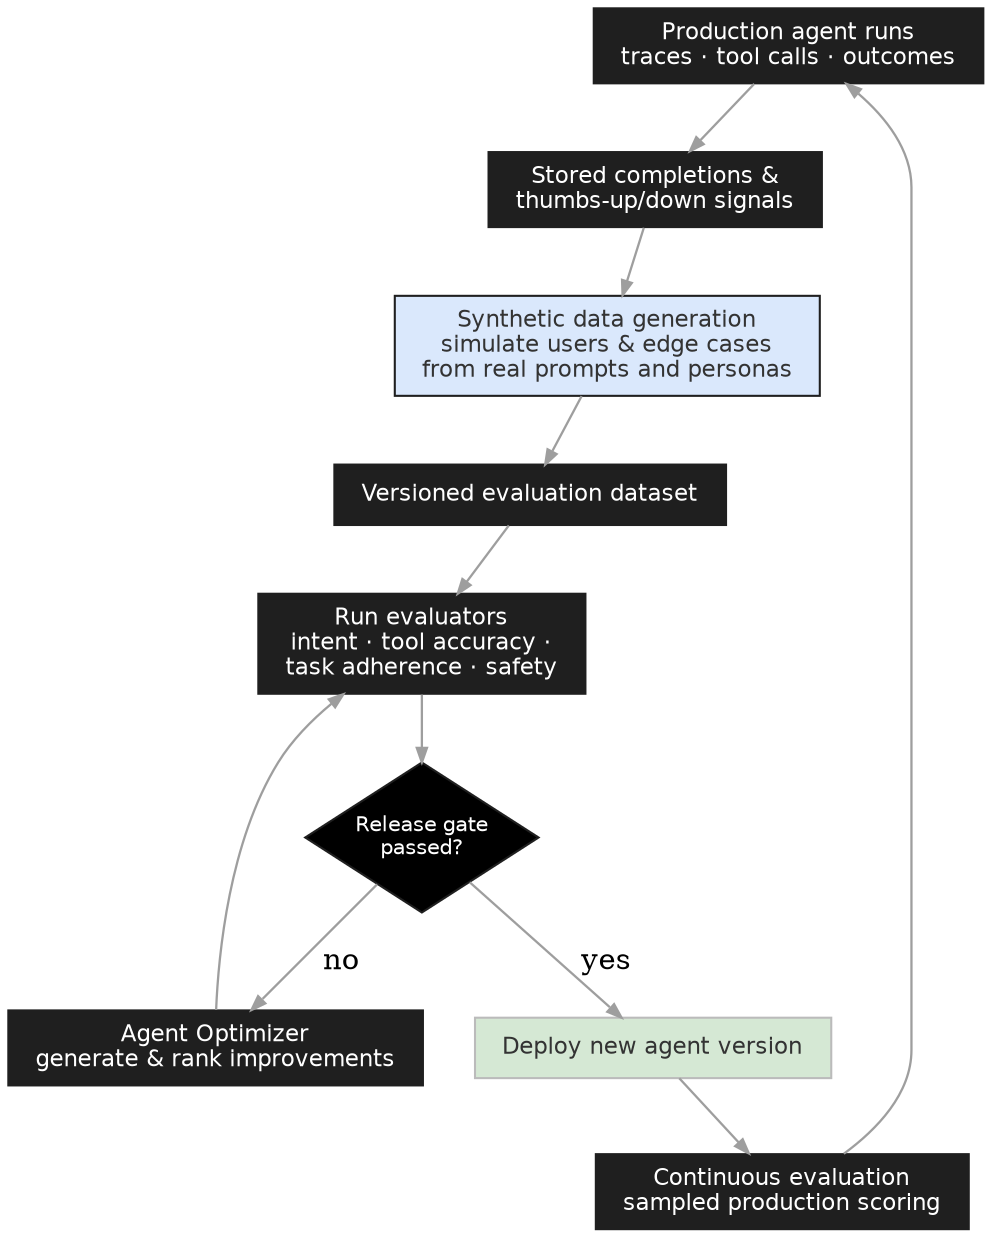 Production agent runs
traces · tool calls · outcomes
Stored completions &
thumbs-up/down signals
Synthetic data generation
simulate users & edge cases
from real prompts and personas
Versioned evaluation dataset
Run evaluators
intent · tool accuracy ·
task adherence · safety
Release gate
passed?
no
yes
Agent Optimizer
generate & rank improvements
Deploy new agent version
Continuous evaluation
sampled production scoring